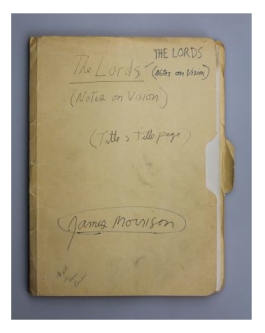 THE LORDS
The Lords -
(Notes on Vision)
(Notes on Vision)
(Title & Title page)
James Morrison